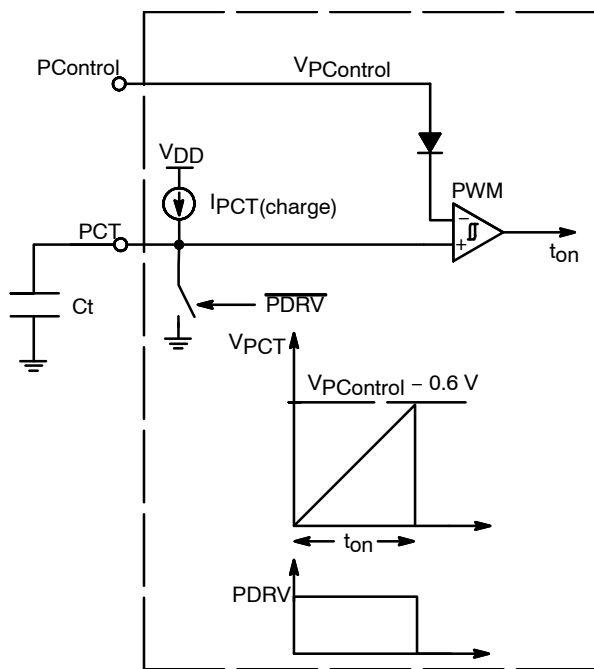 PControl
VPControl
VDD
PWM
IPCT(charge)
PCT
− 
+
ton
Ct
PDRV
VPCT
VPControl − 0.6 V
ton
PDRV